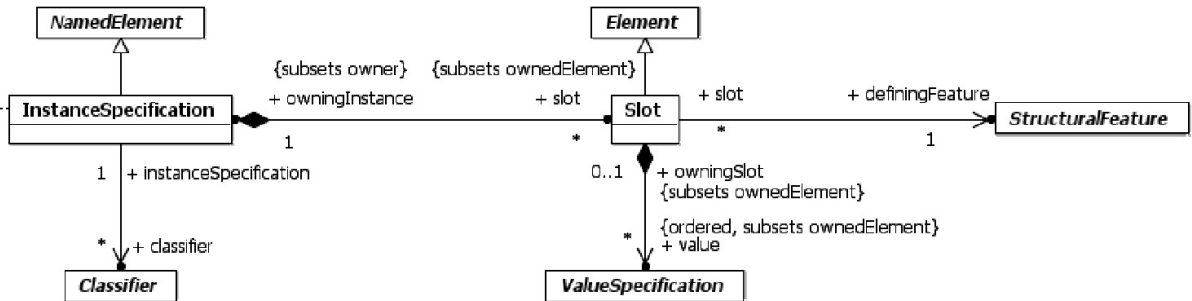 NamedElement
Element
{subsets owner}
{subsets ownedElement}
InstanceSpecification
+ owningInstance
+ slot
Slot
+ slot
+ definingFeature
StructuralFeature
1
*
*
1
1
+ instanceSpecification
0..1
+ owningSlot
{subsets ownedElement}
{ordered, subsets ownedElement}
*
+ classifier
*
+ value
Classifier
ValueSpecification